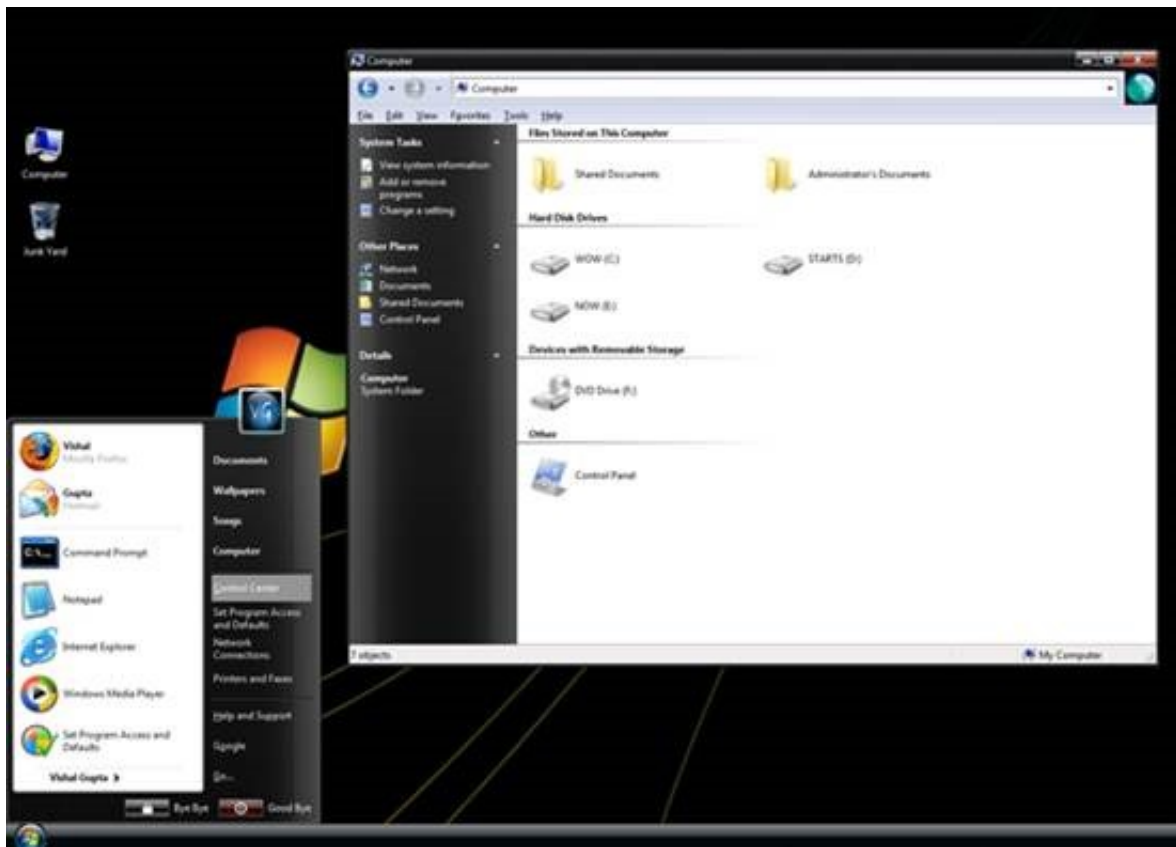 Computer
Computer
File Edit View Favorites Tools Help
Computer
Junk Yard
System Tasks
View system information
Add or remove
programs
Change a setting
Other Places
Network
Documents
Shared Documents
Control Panel
Details
Computer
System Folder
Files Stored on This Computer
Shared Documents
Administrator's Documents
Hard Disk Drives
WOW (C:)
STARTS (D:)
NOW (E:)
Devices with Removable Storage
DVD Drive (F:)
Other
Control Panel
7 objects
My Computer
VG
Vishal
Mozilla Firefox
Gupta
Command Prompt
Notepad
Internet Explorer
Windows Media Player
Set Program Access and
Defaults
Vishal Gupta
Documents
Wallpapers
Songs
Computer
Control Center
Set Program Access
and Defaults
Network
Connections
Printers and Faxes
Help and Support
Google
Bye Bye
Good Bye